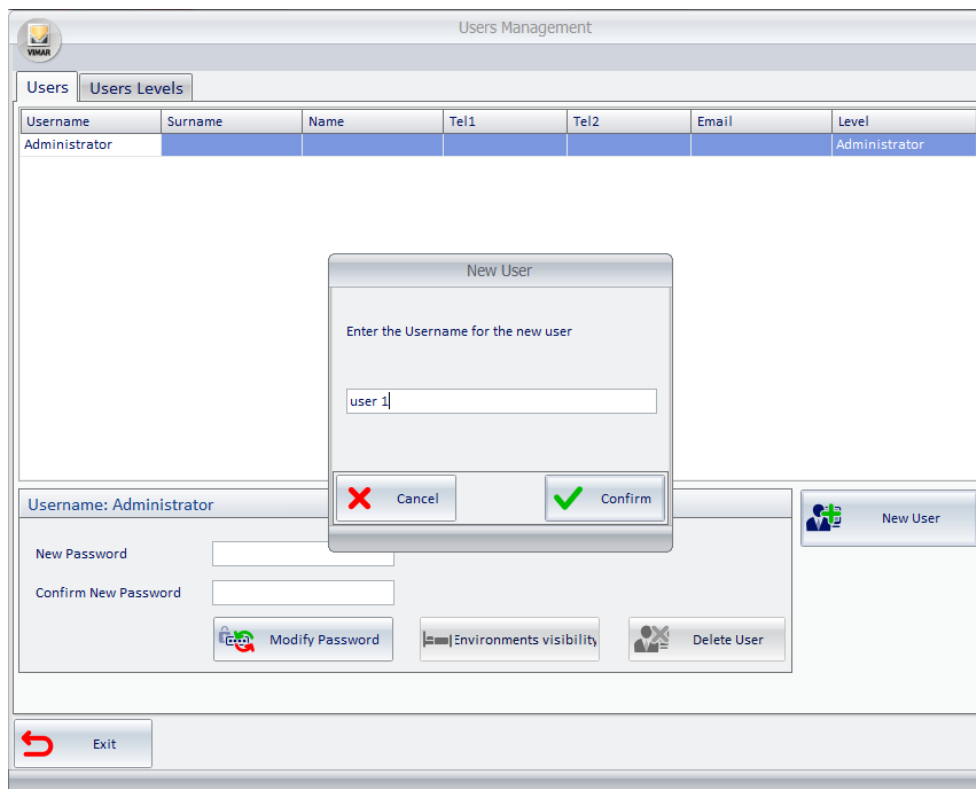 Users Management
VIMAR
Users Users Levels
Username Surname Name Tel1 Tel2 Email Level
Administrator Administrator
New User
Enter the Username for the new user
user 1
Cancel Confirm
Username: Administrator
New User
New Password
Confirm New Password
Modify Password Environments visibility Delete User
Exit